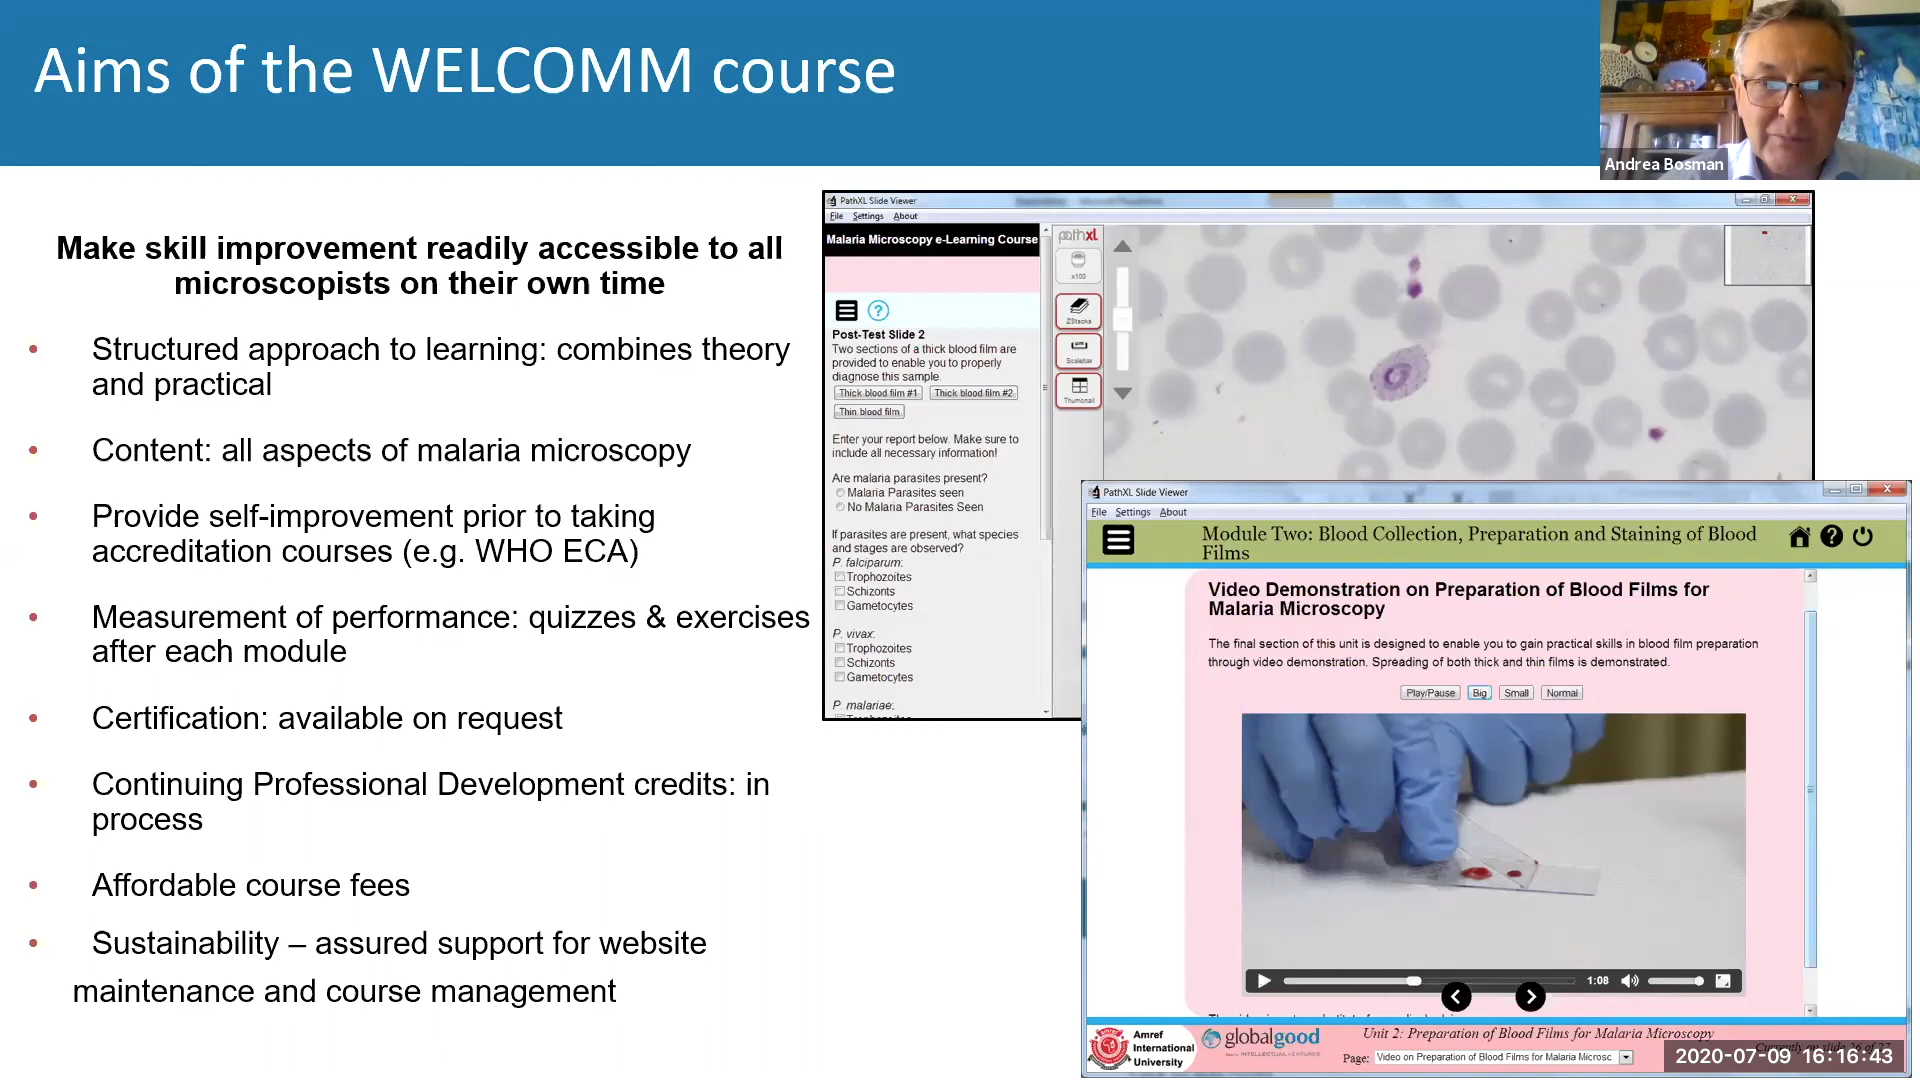 Aims of the WELCOMM course
Andrea Bosman
Make skill improvement readily accessible to all
microscopists on their own time
• Structured approach to learning: combines theory
and practical
• Content: all aspects of malaria microscopy
• Provide self-improvement prior to taking
accreditation courses (e.g. WHO ECA)
• Measurement of performance: quizzes & exercises
after each module
• Certification: available on request
• Continuing Professional Development credits: in
process
• Affordable course fees
• Sustainability – assured support for website
maintenance and course management
PathXL Slide Viewer
File Settings About
Malaria Microscopy e-Learning Course
Post-Test Slide 2
Two sections of a thick blood film are
provided to enable you to properly
diagnose this sample.
Thick blood film #1 Thick blood film #2
Thin blood film
Enter your report below. Make sure to
include all necessary information!
Are malaria parasites present?
Malaria Parasites seen
No Malaria Parasites Seen
If parasites are present, what species
and stages are observed?
P. falciparum:
Trophozoites
Schizonts
Gametocytes
P. vivax:
Trophozoites
Schizonts
Gametocytes
P. malariae:
pathxl
x100
ZStacks
Scalebar
Thumbnail
PathXL Slide Viewer
File Settings About
Module Two: Blood Collection, Preparation and Staining of Blood
Films
Video Demonstration on Preparation of Blood Films for
Malaria Microscopy
The final section of this unit is designed to enable you to gain practical skills in blood film preparation
through video demonstration. Spreading of both thick and thin films is demonstrated.
Play/Pause Big Small Normal
1:08
Amref
International
University
globalgood
Unit 2: Preparation of Blood Films for Malaria Microscopy
Page: Video on Preparation of Blood Films for Malaria Microsc
2020-07-09 16:16:43